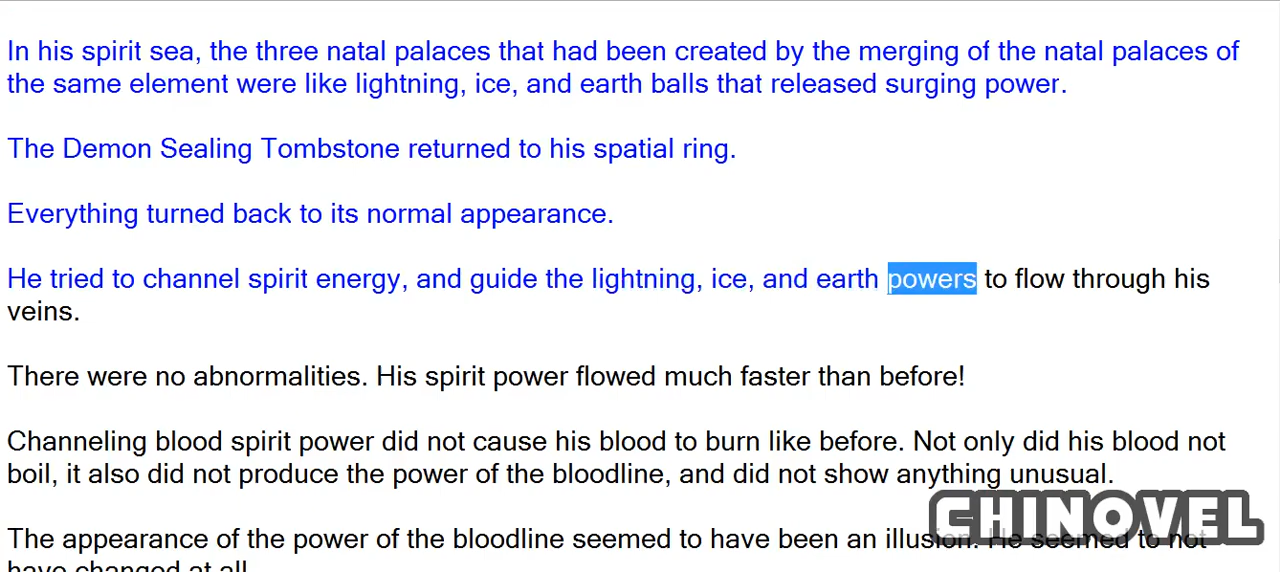 In his spirit sea, the three natal palaces that had been created by the merging of the natal palaces of
the same element were like lightning, ice, and earth balls that released surging power.
The Demon Sealing Tombstone returned to his spatial ring.
Everything turned back to its normal appearance.
He tried to channel spirit energy, and guide the lightning, ice, and earth powers to flow through his
veins.
There were no abnormalities. His spirit power flowed much faster than before!
Channeling blood spirit power did not cause his blood to burn like before. Not only did his blood not
boil, it also did not produce the power of the bloodline, and did not show anything unusual.
CHINOVEL
The appearance of the power of the bloodline seemed to have been an illusion. He seemed to not
have changed at all